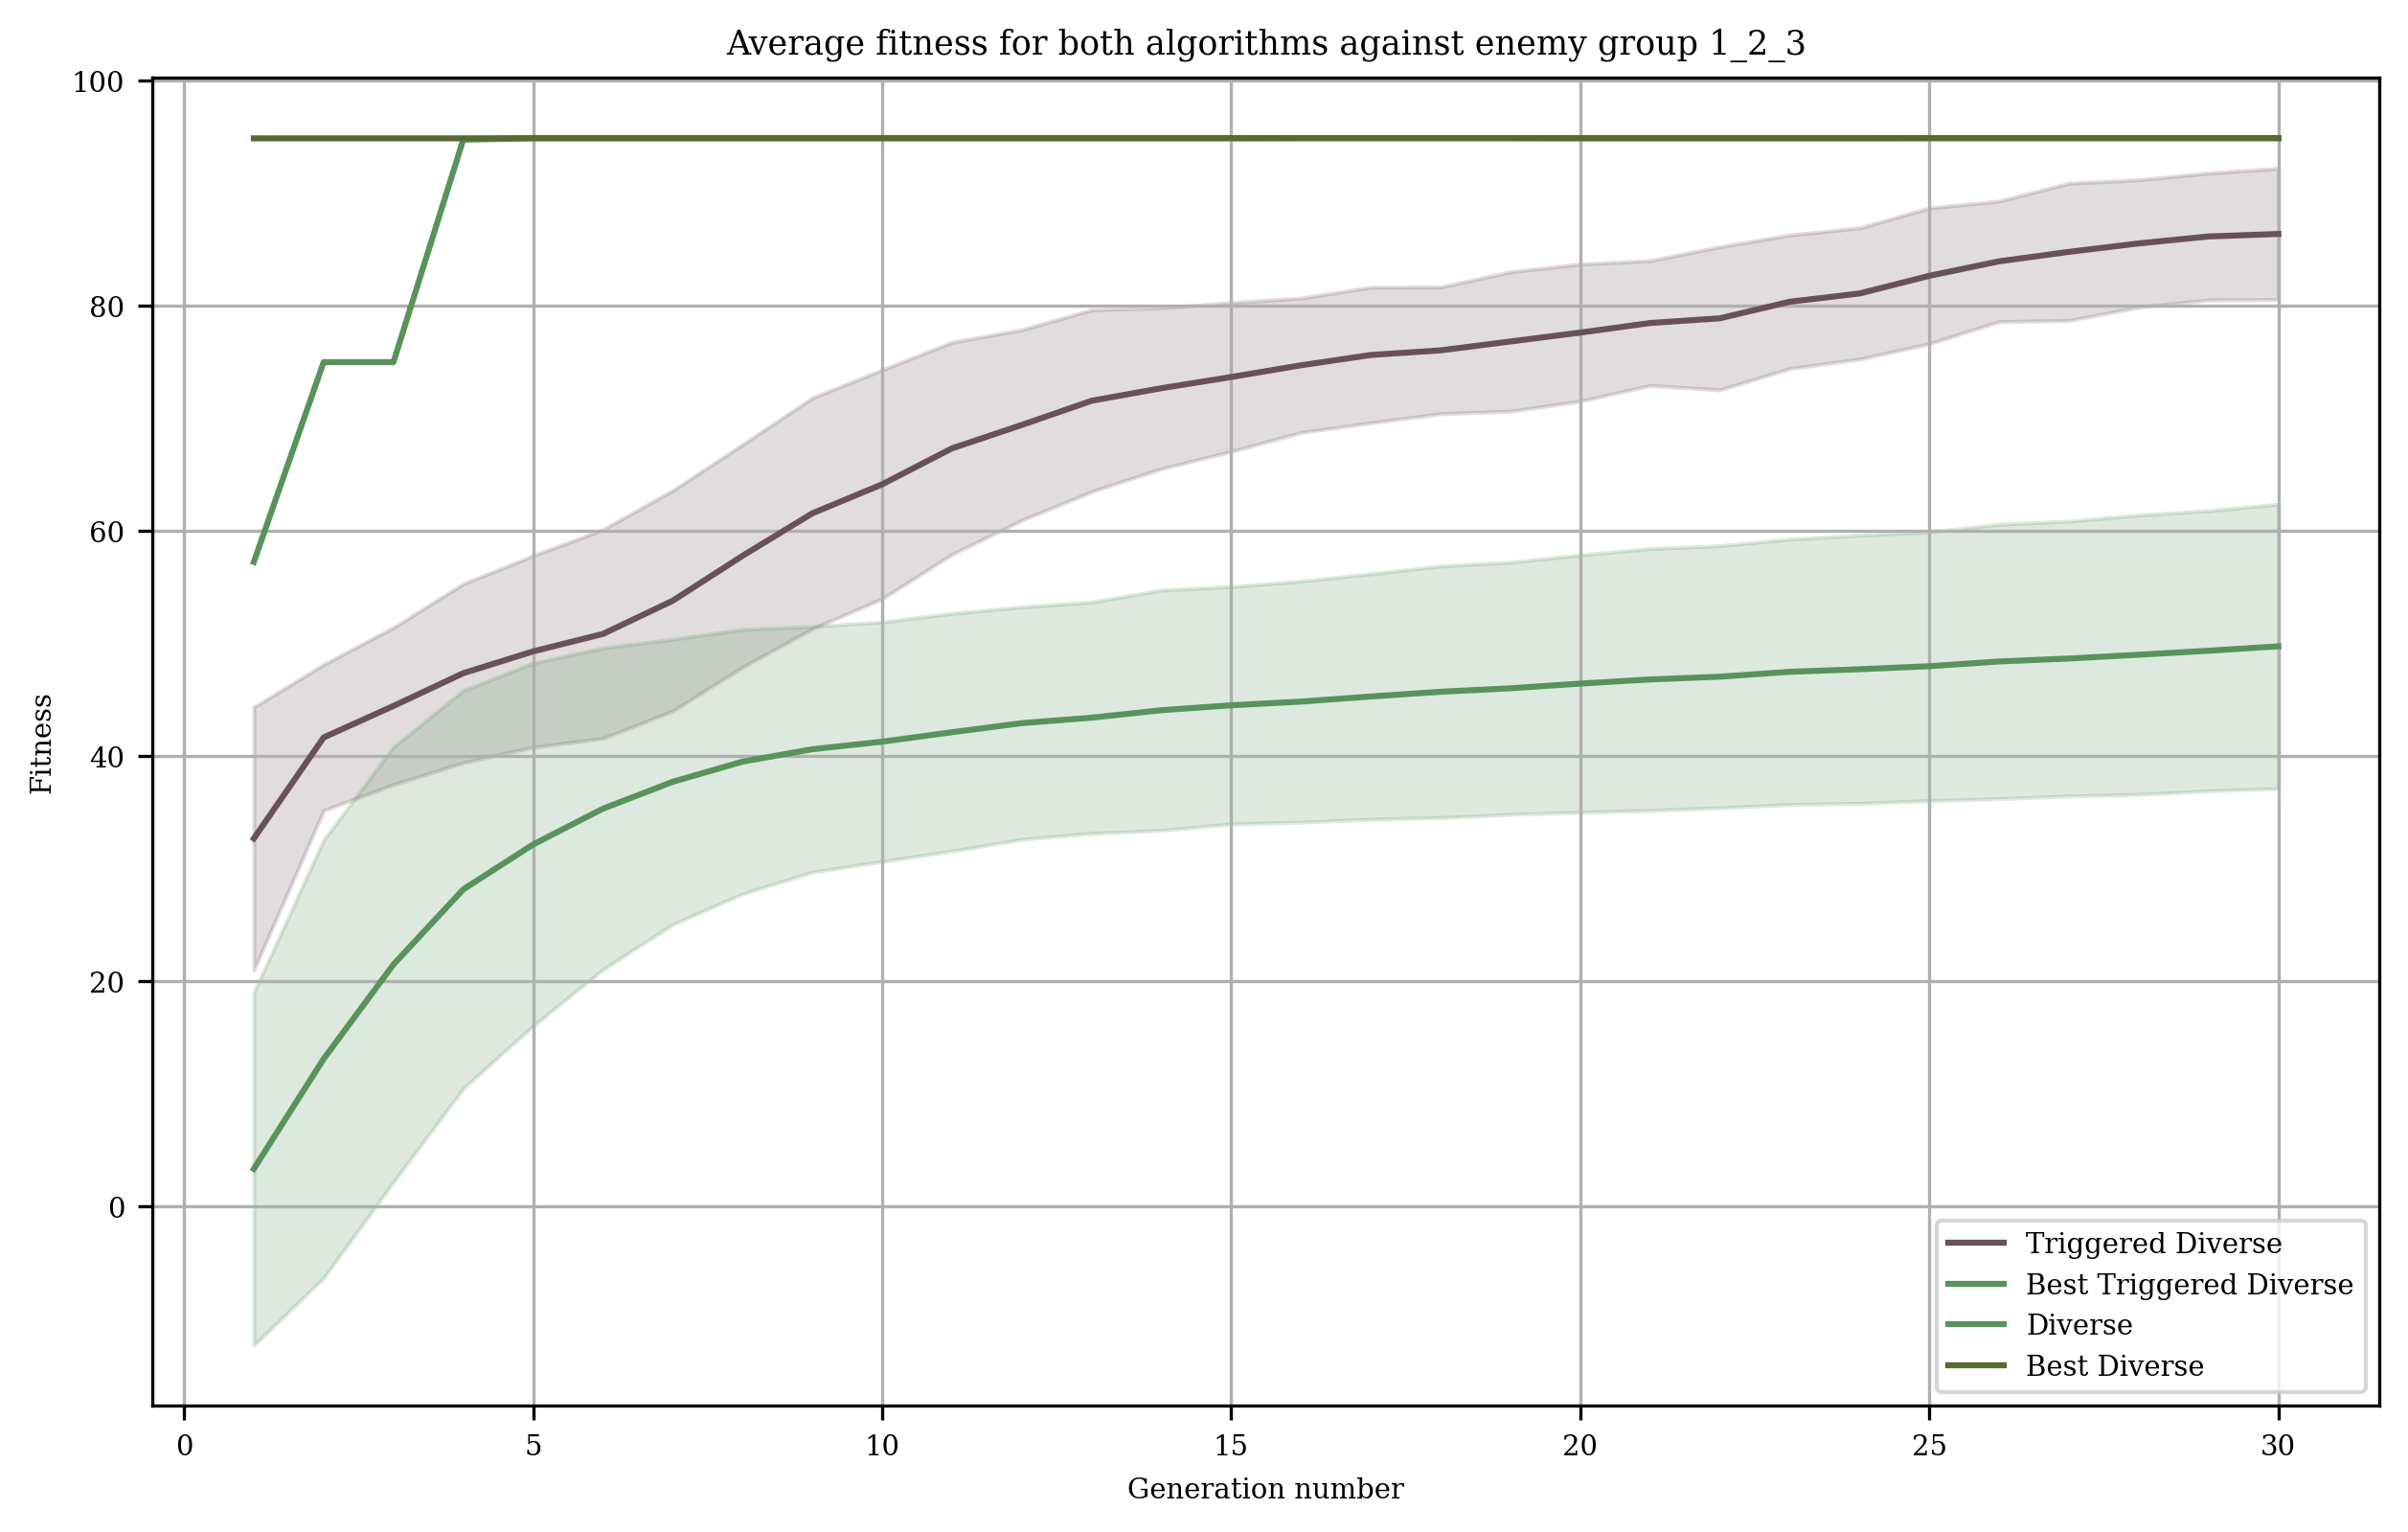 Average fitness for both algorithms against enemy group 1_2_3
100
80
60
40
20
0
Fitness
0 5 10 15 20 25 30
Generation number
Triggered Diverse
Best Triggered Diverse
Diverse
Best Diverse